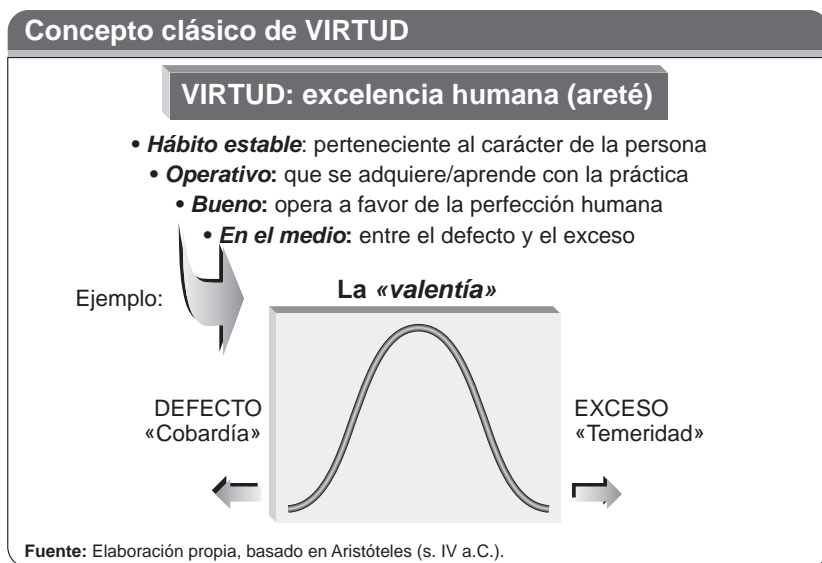 Concepto clásico de VIRTUD
VIRTUD: excelencia humana (areté)
• Hábito estable: perteneciente al carácter de la persona
• Operativo: que se adquiere/aprende con la práctica
• Bueno: opera a favor de la perfección humana
• En el medio: entre el defecto y el exceso
Ejemplo:
La «valentía»
DEFECTO
«Cobardía»
EXCESO
«Temeridad»
Fuente: Elaboración propia, basado en Aristóteles (s. IV a.C.).